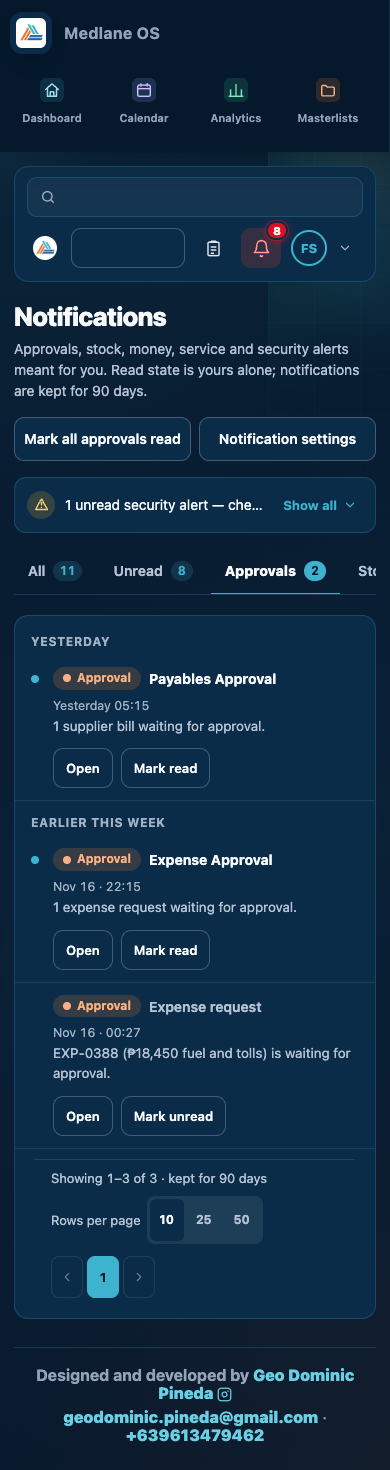 Medlane OS
Dashboard
Calendar
Analytics
Masterlists
8
FS
Notifications
Approvals, stock, money, service and security alerts
meant for you. Read state is yours alone; notifications
are kept for 90 days.
Mark all approvals read
Notification settings
1 unread security alert — che...
Show all
All 11
Unread 8
Approvals 2
YESTERDAY
Approval Payables Approval
Yesterday 05:15
1 supplier bill waiting for approval.
Open
Mark read
EARLIER THIS WEEK
Approval Expense Approval
Nov 16 · 22:15
1 expense request waiting for approval.
Open
Mark read
Approval Expense request
Nov 16 · 00:27
EXP-0388 (₱18,450 fuel and tolls) is waiting for
approval.
Open
Mark unread
Showing 1–3 of 3 · kept for 90 days
Rows per page 10 25 50
‹ 1 ›
Designed and developed by Geo Dominic
Pineda
geodominic.pineda@gmail.com ·
+639613479462